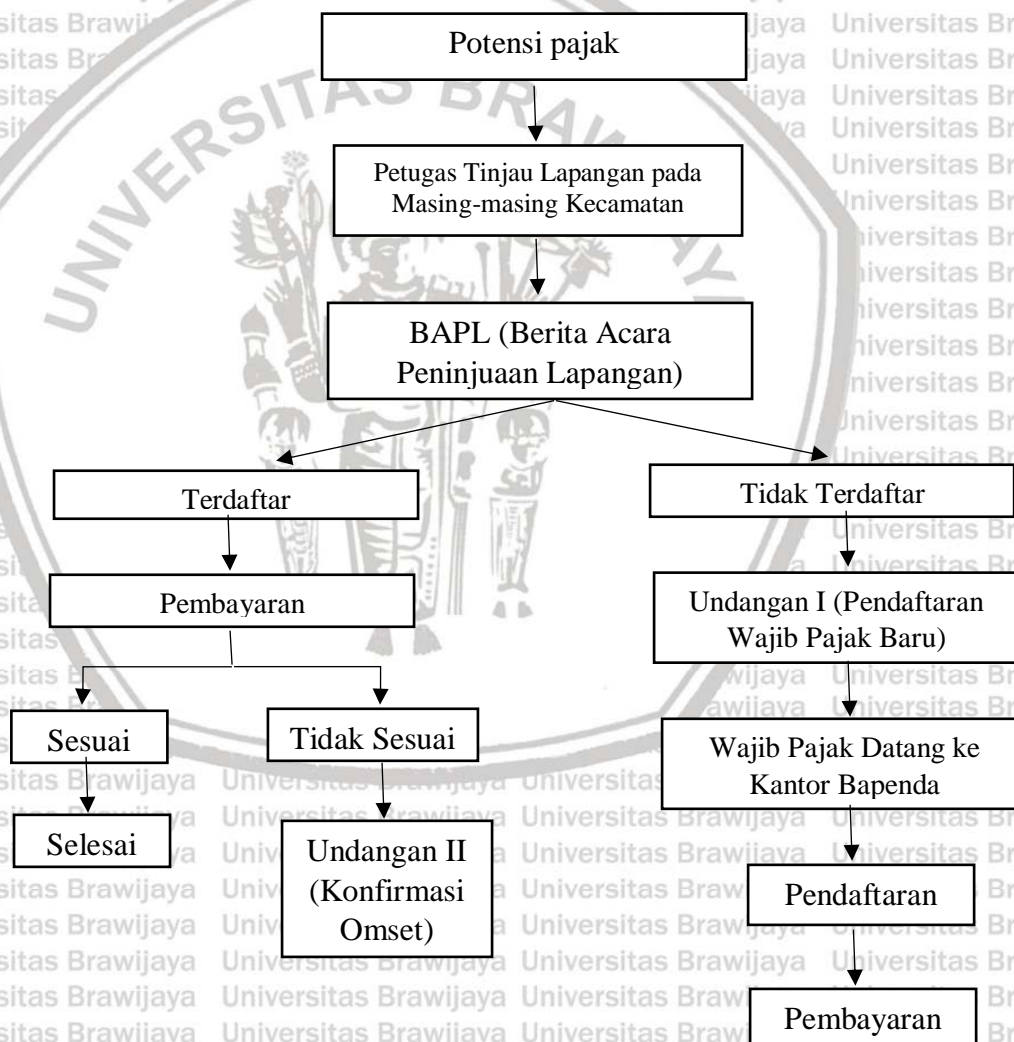 Potensi pajak
Petugas Tinjau Lapangan pada
Masing-masing Kecamatan
BAPL (Berita Acara
Peninjuaan Lapangan)
Terdaftar
Tidak Terdaftar
Pembayaran
Undangan I (Pendaftaran
Wajib Pajak Baru)
Sesuai
Tidak Sesuai
Wajib Pajak Datang ke
Kantor Bapenda
Selesai
Undangan II
(Konfirmasi
Omset)
Pendaftaran
Pembayaran
UNIVERSITAS BRAWIJAYA